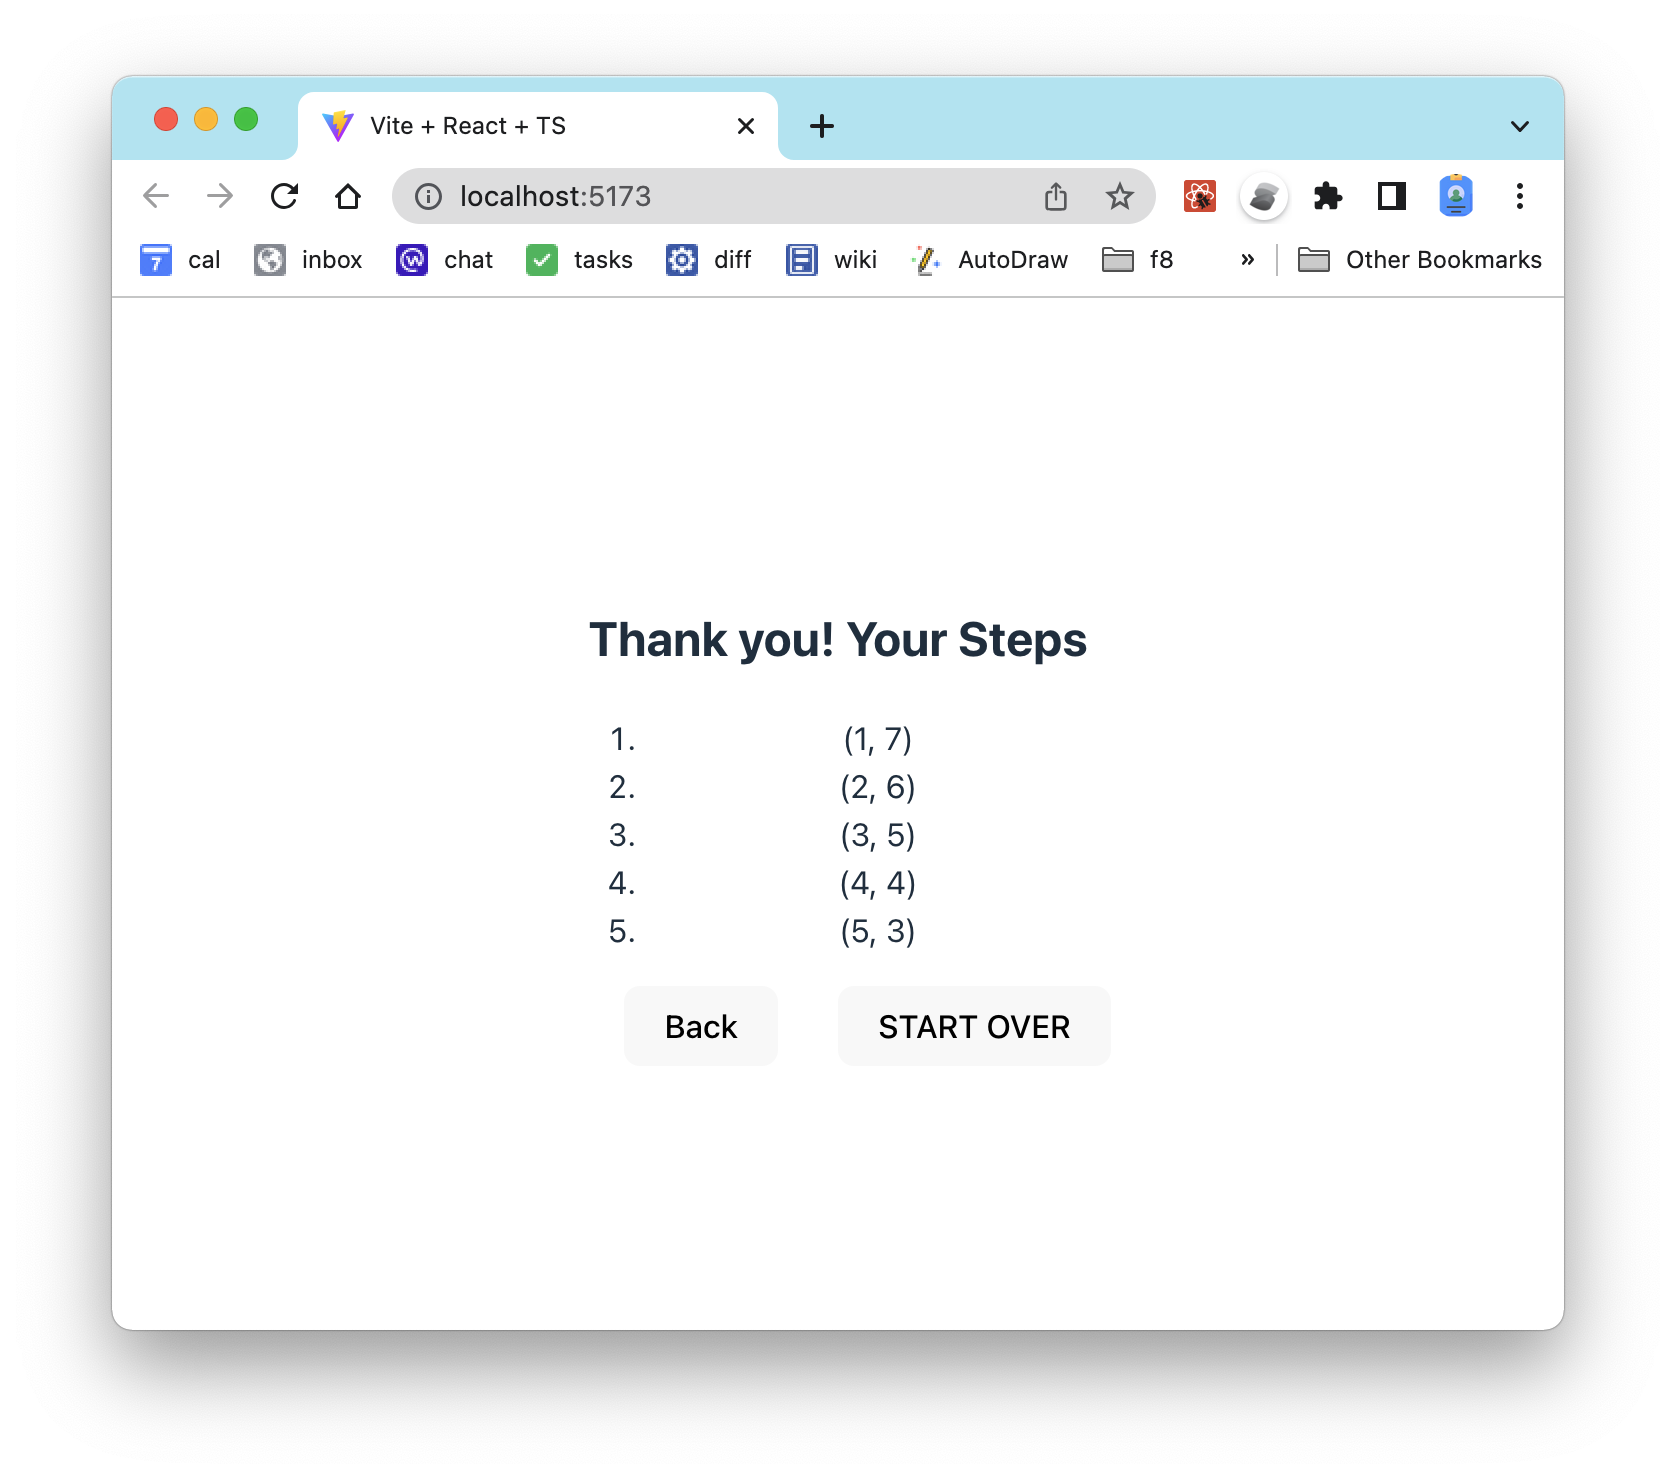 Vite + React + TS
localhost:5173
7 cal inbox chat tasks diff wiki AutoDraw f8 » Other Bookmarks
Thank you! Your Steps
1. (1, 7)
2. (2, 6)
3. (3, 5)
4. (4, 4)
5. (5, 3)
Back START OVER